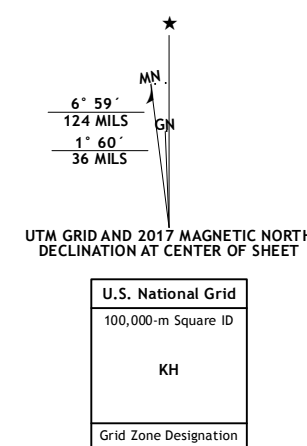 ★
MN
6° 59´
124 MILS
GN
1° 60´
36 MILS
UTM GRID AND 2017 MAGNETIC NORTH
DECLINATION AT CENTER OF SHEET
U.S. National Grid
100,000-m Square ID
KH
Grid Zone Designation